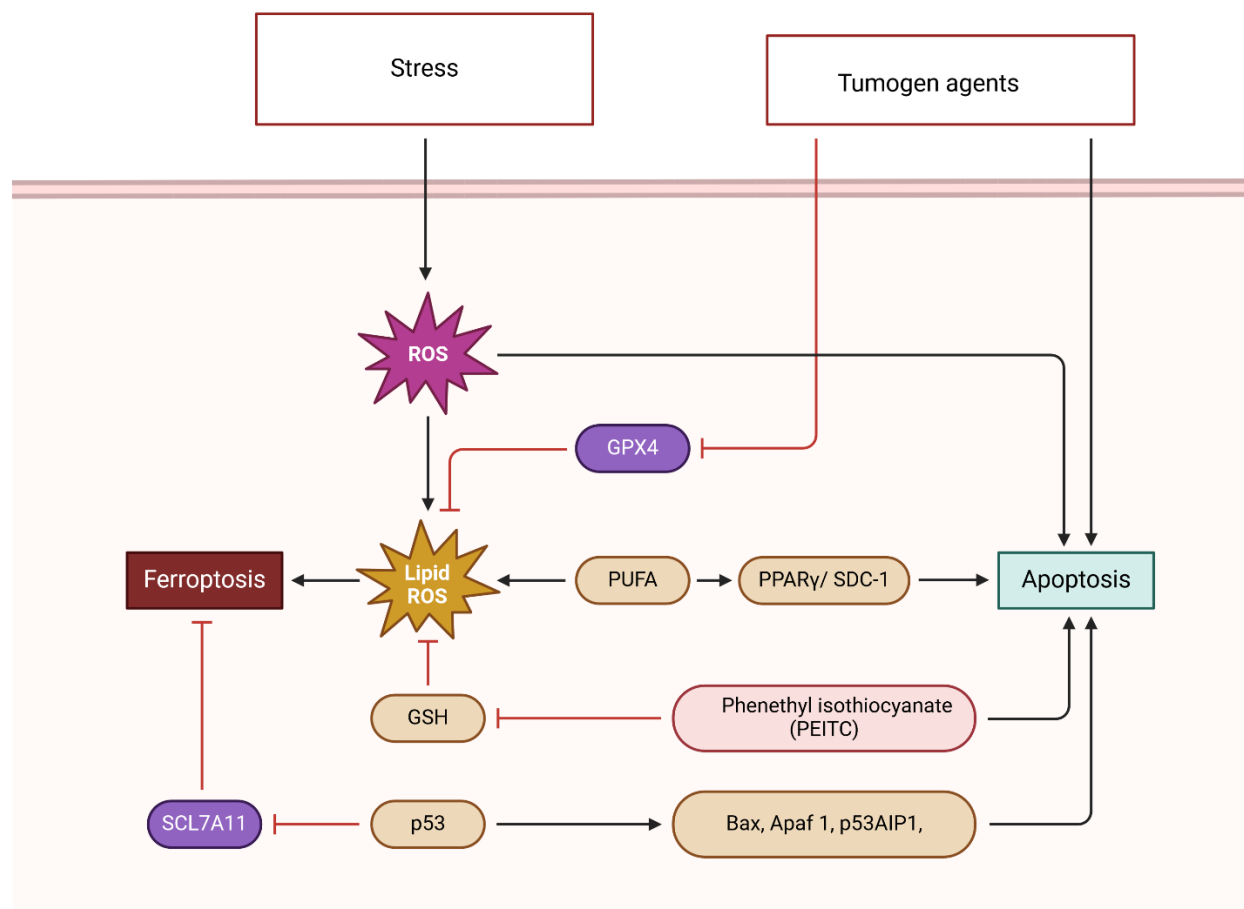 Stress
Tumogen agents
ROS
GPX4
Ferroptosis
Lipid
ROS
PUFA
PPARγ/ SDC-1
Apoptosis
GSH
Phenethyl isothiocyanate
(PEITC)
SCL7A11
p53
Bax, Apaf 1, p53AIP1,